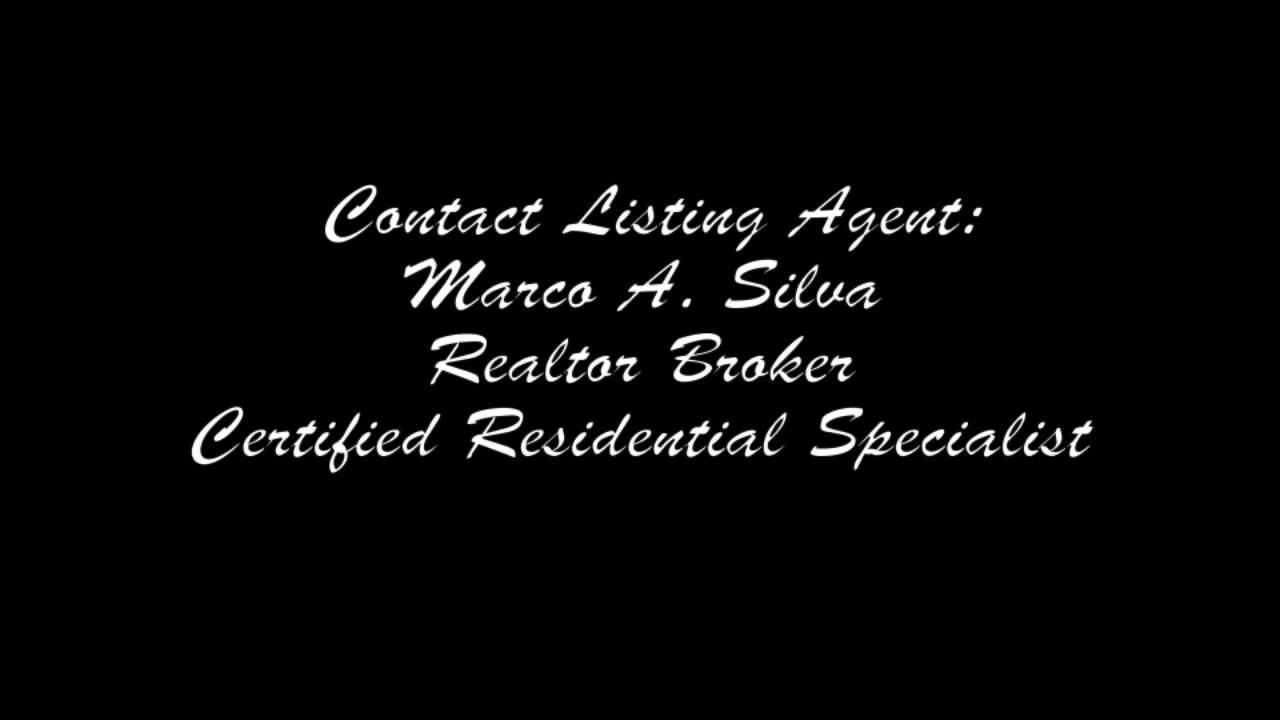 Contact Listing Agent:
Marco A. Silva
Realtor Broker
Certified Residential Specialist